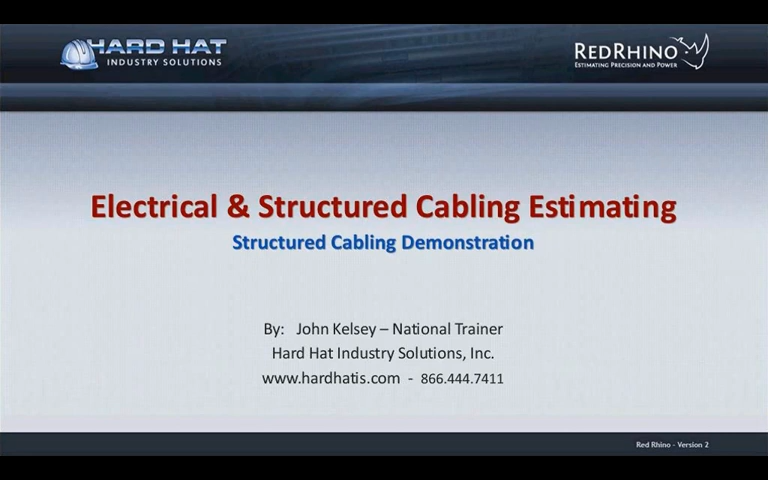 HARD HAT
INDUSTRY SOLUTIONS
REDRHINO
ESTIMATING PRECISION AND POWER
Electrical & Structured Cabling Estimating
Structured Cabling Demonstration
By: John Kelsey – National Trainer
Hard Hat Industry Solutions, Inc.
www.hardhatis.com - 866.444.7411
Red Rhino - Version 2